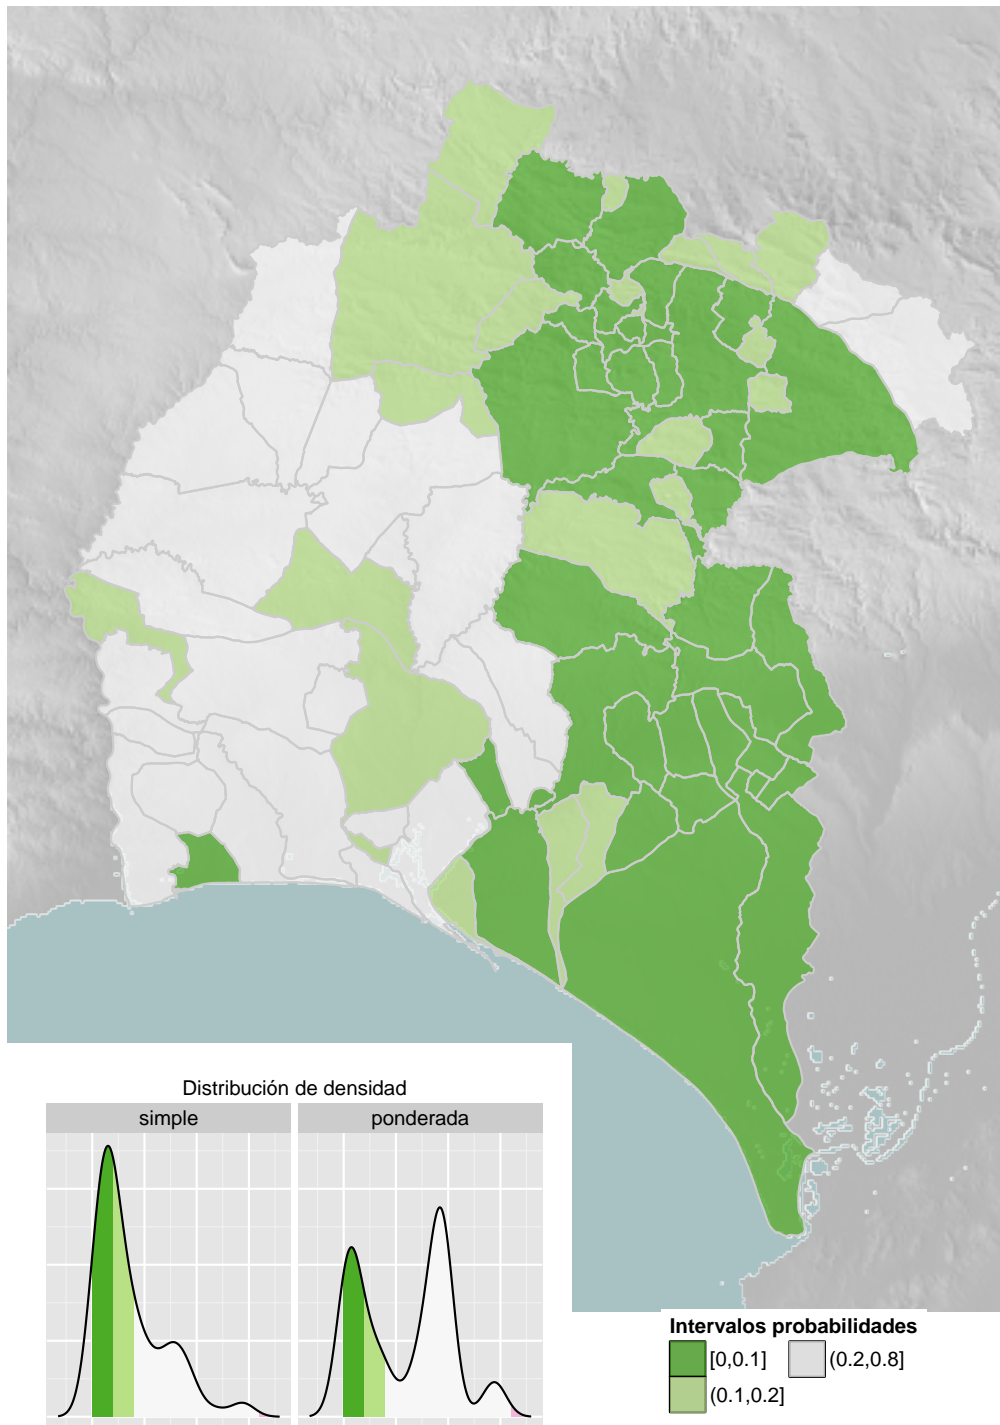 Distribución de densidad
simple
ponderada
Intervalos probabilidades
[0,0.1]
(0.2,0.8]
(0.1,0.2]